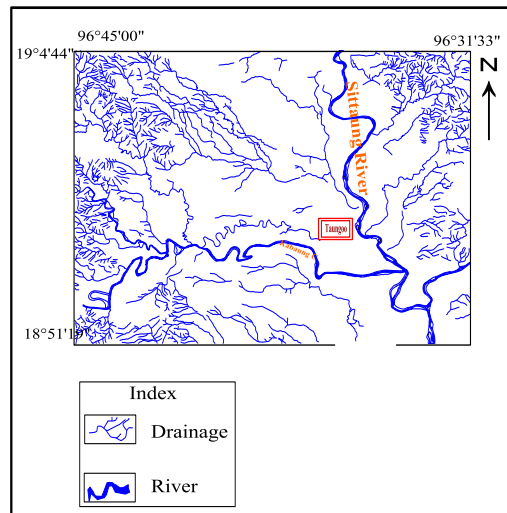 96°45'00"
96°31'33"
19°4'44"
N
Sittaung River
Taungoo
18°51'19"
Index
Drainage
River